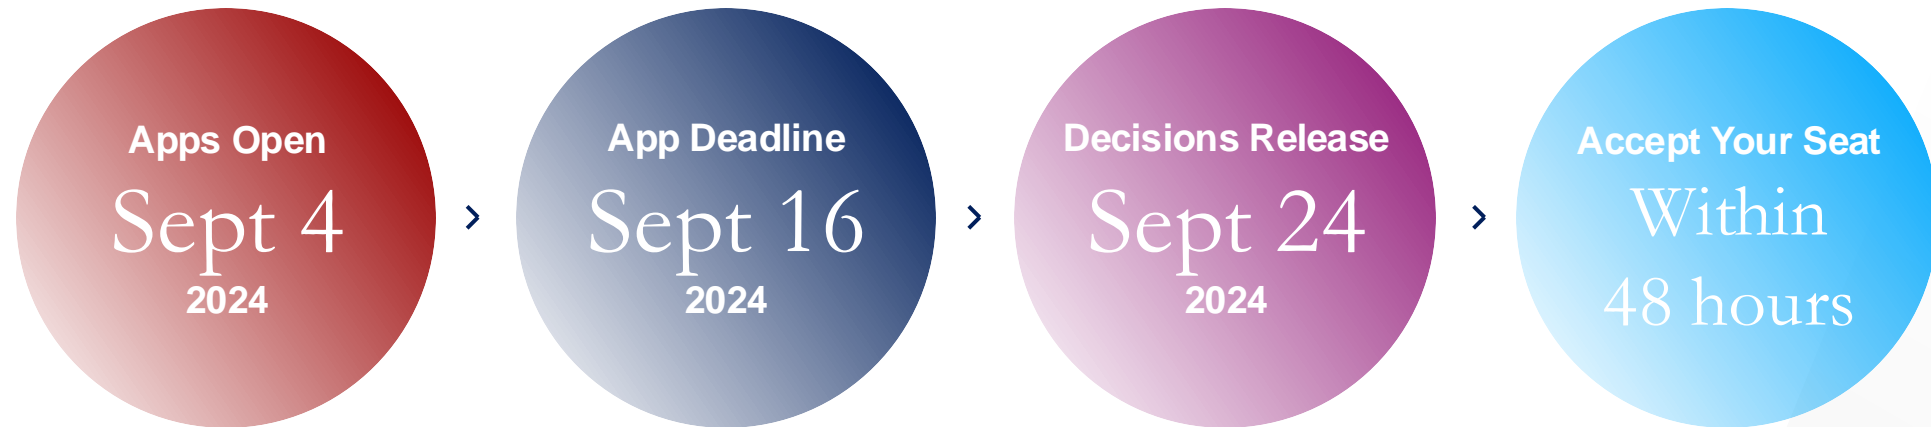 Apps Open
Sept 4
2024
App Deadline
Sept 16
2024
Decisions Release
Sept 24
2024
Accept Your Seat
Within
48 hours